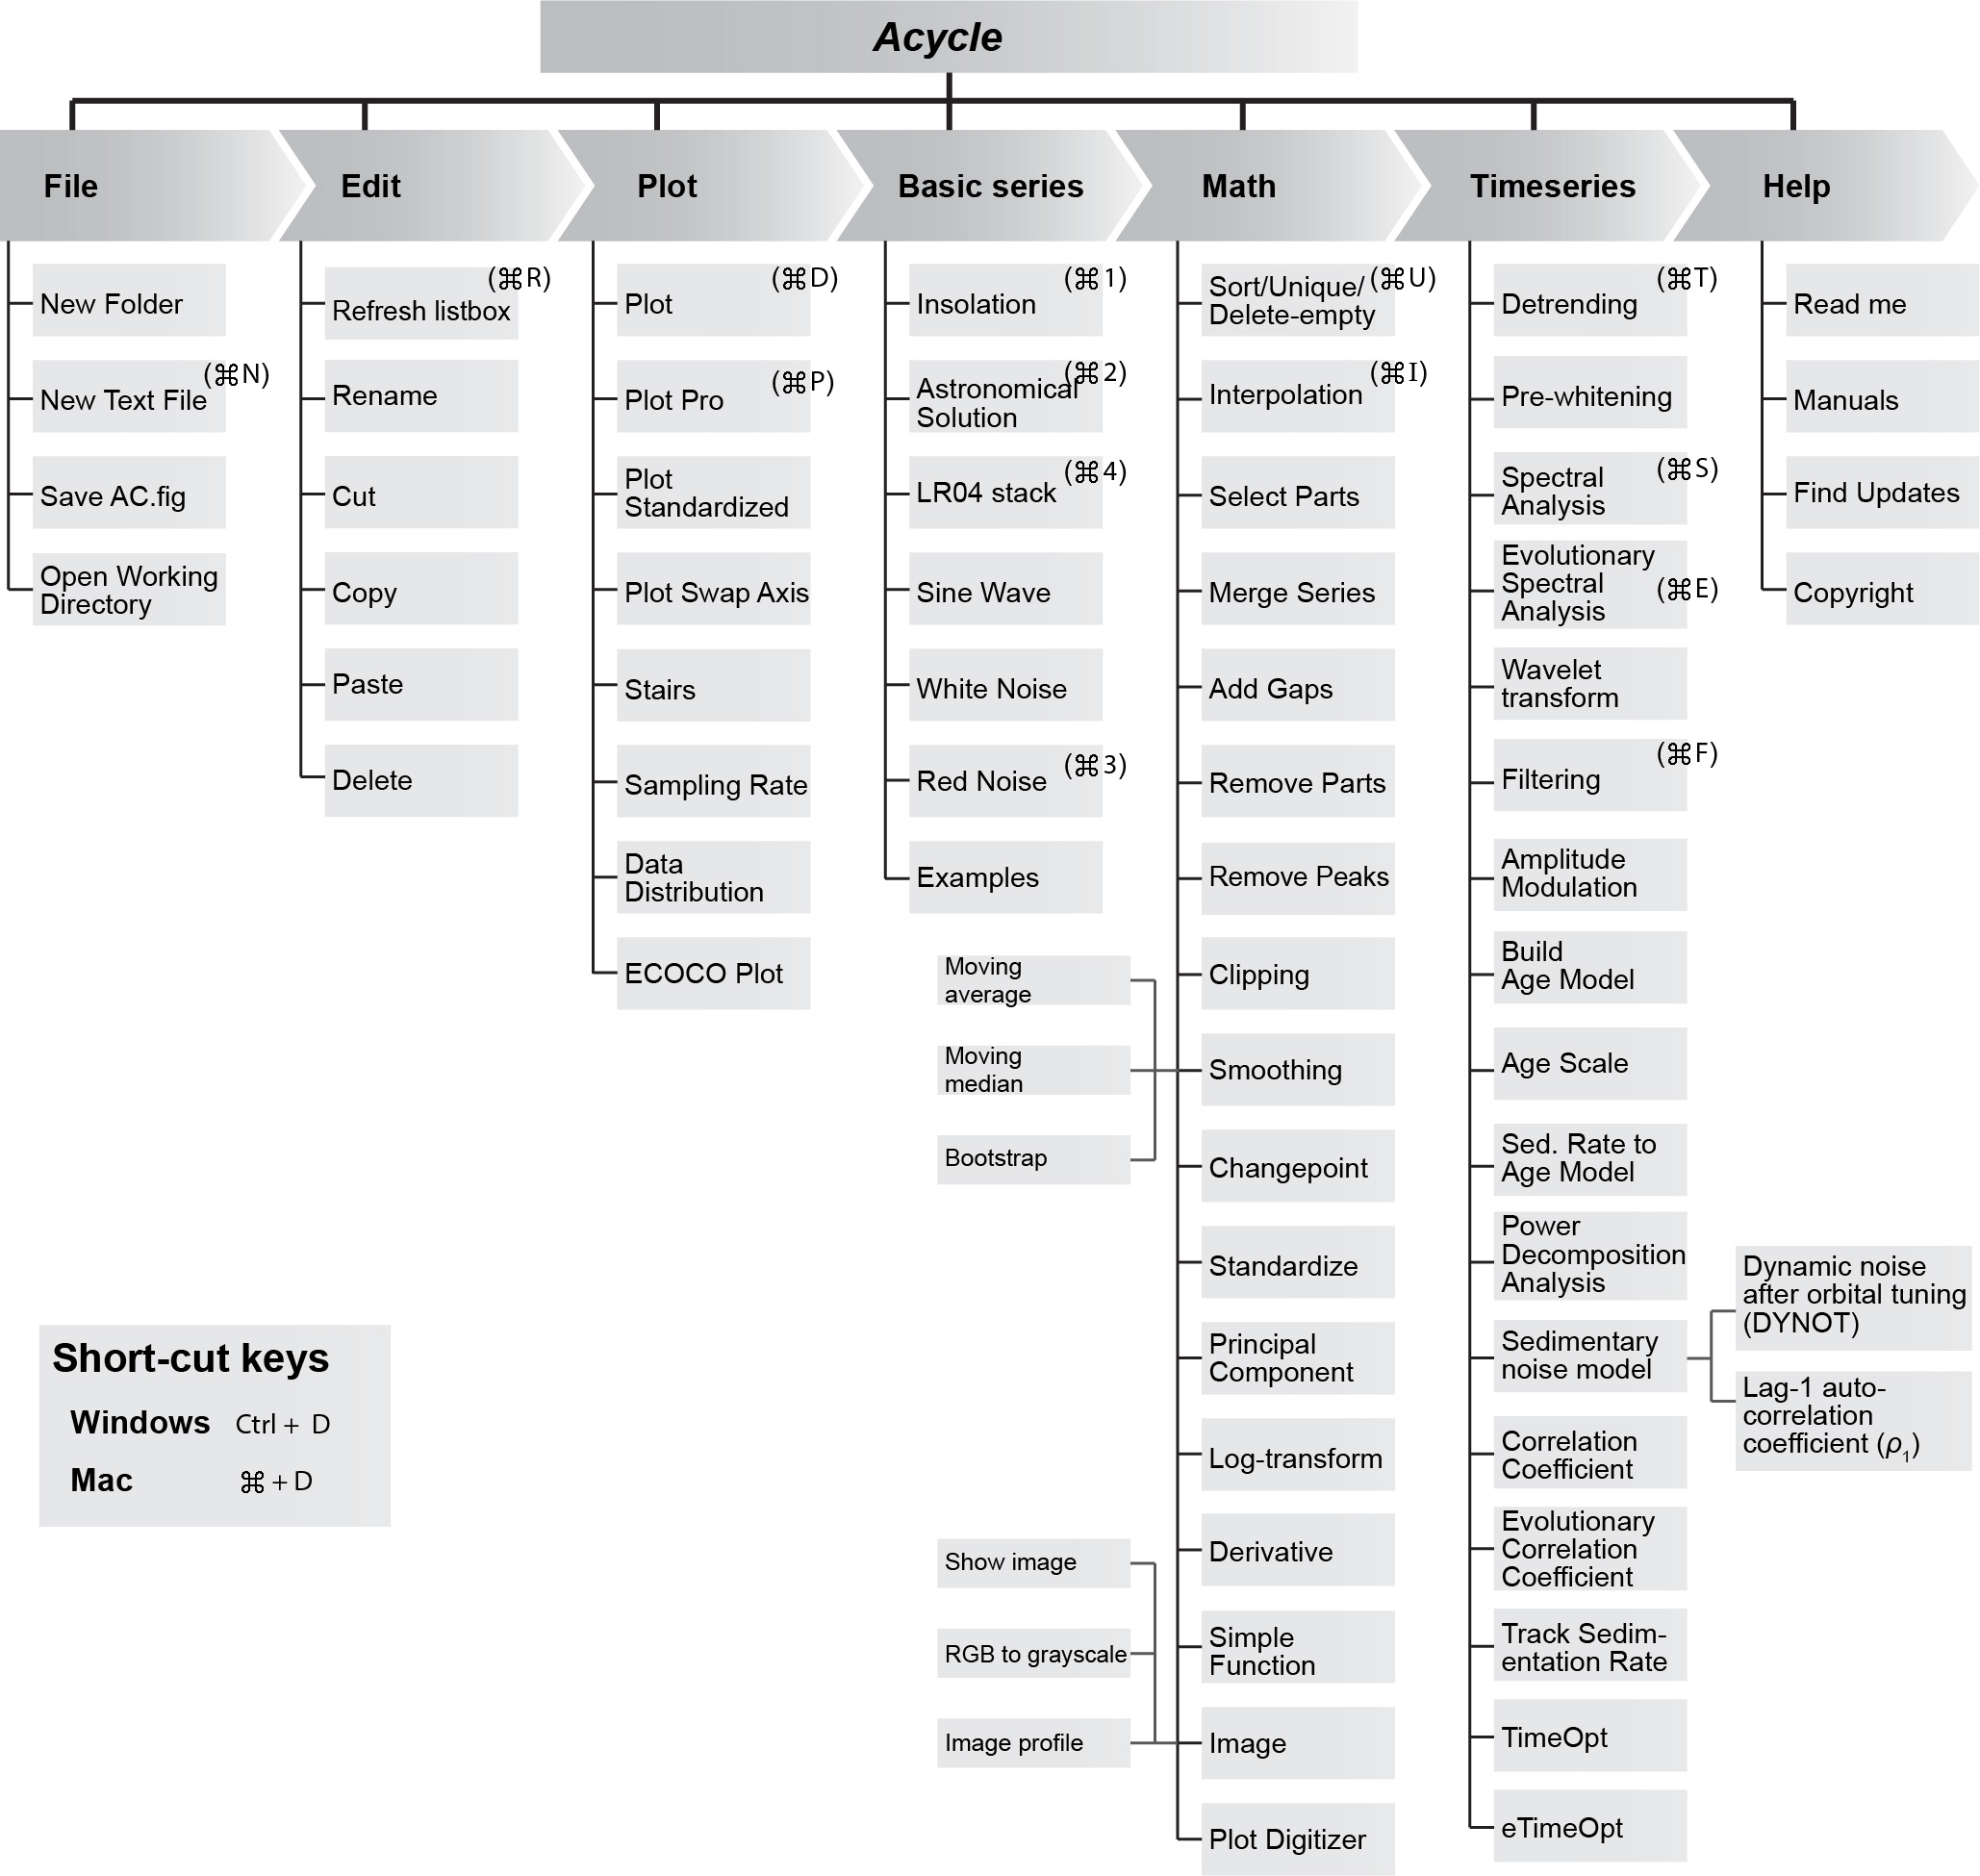 Acycle
File
Edit
Plot
Basic series
Math
Timeseries
Help
New Folder
New Text File
(⌘N)
Save AC.fig
Open Working
Directory
(⌘R)
Refresh listbox
Rename
Cut
Copy
Paste
Delete
Plot
(⌘D)
Plot Pro
(⌘P)
Plot
Standardized
Plot Swap Axis
Stairs
Sampling Rate
Data
Distribution
ECOCO Plot
Insolation
(⌘1)
Astronomical
Solution
(⌘2)
LR04 stack
(⌘4)
Sine Wave
White Noise
Red Noise
(⌘3)
Examples
Sort/Unique/
Delete-empty
(⌘U)
Interpolation
(⌘I)
Select Parts
Merge Series
Add Gaps
Remove Parts
Remove Peaks
Clipping
Smoothing
Moving
average
Moving
median
Bootstrap
Changepoint
Standardize
Principal
Component
Log-transform
Derivative
Simple
Function
Image
Show image
RGB to grayscale
Image profile
Plot Digitizer
Detrending
(⌘T)
Pre-whitening
Spectral
Analysis
(⌘S)
Evolutionary
Spectral
Analysis
(⌘E)
Wavelet
transform
Filtering
(⌘F)
Amplitude
Modulation
Build
Age Model
Age Scale
Sed. Rate to
Age Model
Power
Decomposition
Analysis
Sedimentary
noise model
Dynamic noise
after orbital tuning
(DYNOT)
Lag-1 auto-
correlation
coefficient (ρ₁)
Correlation
Coefficient
Evolutionary
Correlation
Coefficient
Track Sedim-
entation Rate
TimeOpt
eTimeOpt
Read me
Manuals
Find Updates
Copyright
Short-cut keys
Windows Ctrl + D
Mac ⌘ + D